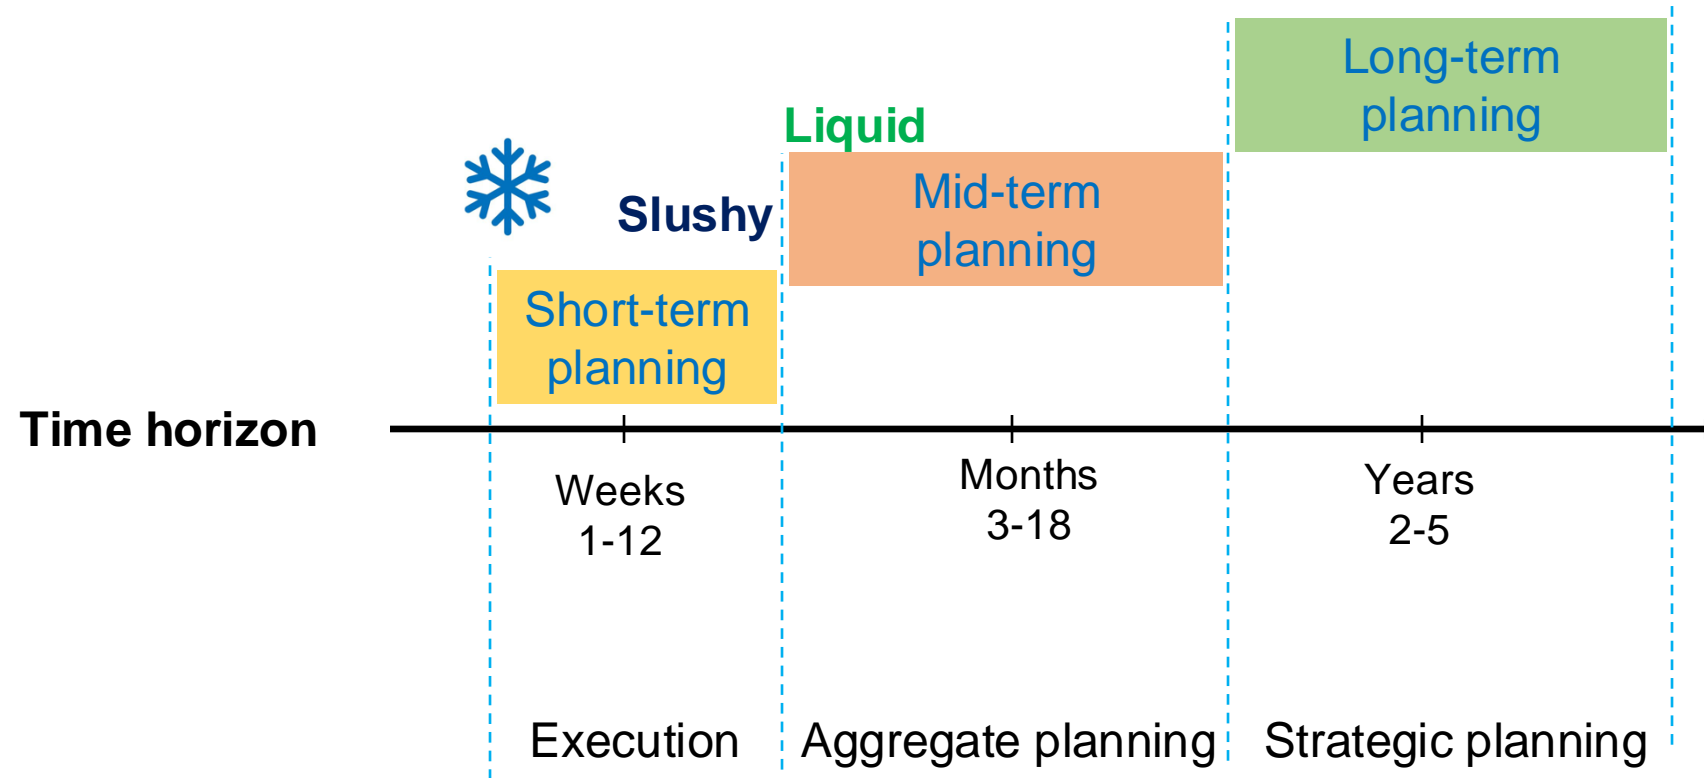 Long-term
planning
Liquid
Mid-term
planning
Slushy
Short-term
planning
Time horizon
Weeks
1-12
Months
3-18
Years
2-5
Execution
Aggregate planning
Strategic planning